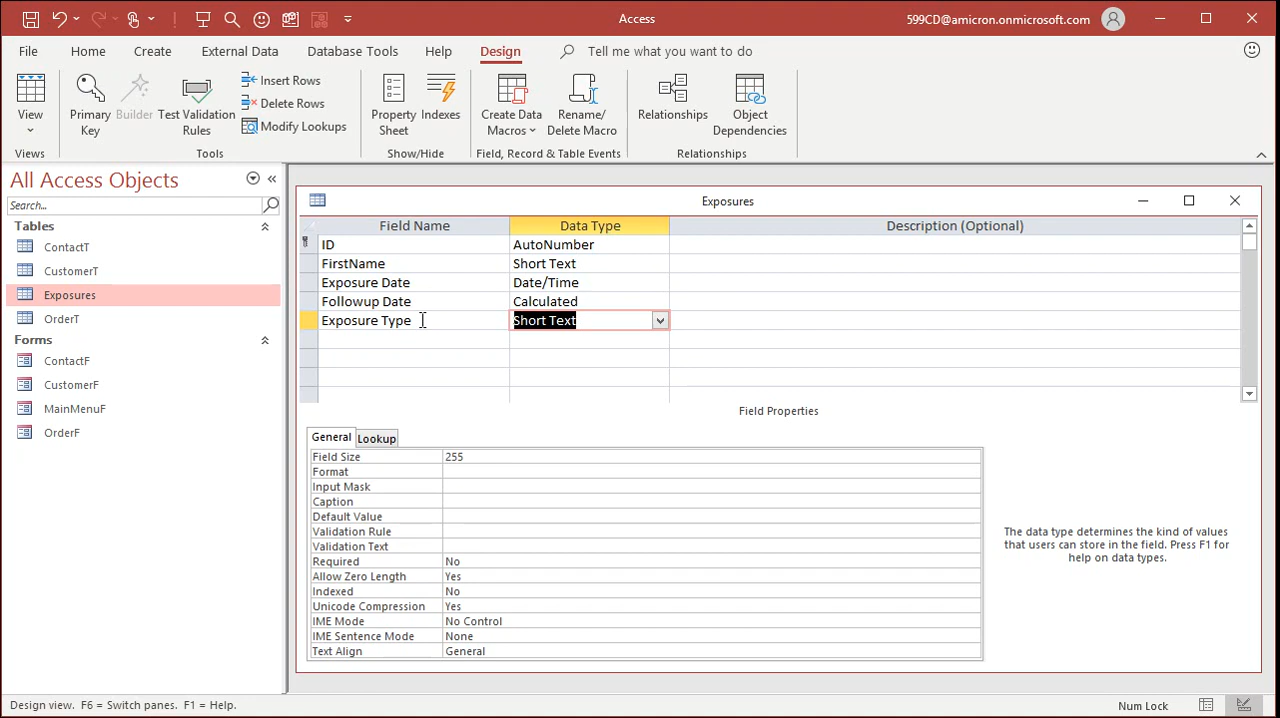 Access
599CD@amicron.onmicrosoft.com
File Home Create External Data Database Tools Help Design Tell me what you want to do
View
Primary Key
Builder
Test Validation Rules
Insert Rows
Delete Rows
Modify Lookups
Property Sheet
Indexes
Create Data Macros
Rename/ Delete Macro
Relationships
Object Dependencies
Views
Tools
Show/Hide
Field, Record & Table Events
Relationships
All Access Objects
Search...
Tables
ContactT
CustomerT
Exposures
OrderT
Forms
ContactF
CustomerF
MainMenuF
OrderF
Exposures
Field Name Data Type Description (Optional)
ID AutoNumber
FirstName Short Text
Exposure Date Date/Time
Followup Date Calculated
Exposure Type Short Text
Field Properties
General Lookup
Field Size 255
Format
Input Mask
Caption
Default Value
Validation Rule
Validation Text
Required No
Allow Zero Length Yes
Indexed No
Unicode Compression Yes
IME Mode No Control
IME Sentence Mode None
Text Align General
The data type determines the kind of values
that users can store in the field. Press F1 for
help on data types.
Design view. F6 = Switch panes. F1 = Help.
Num Lock